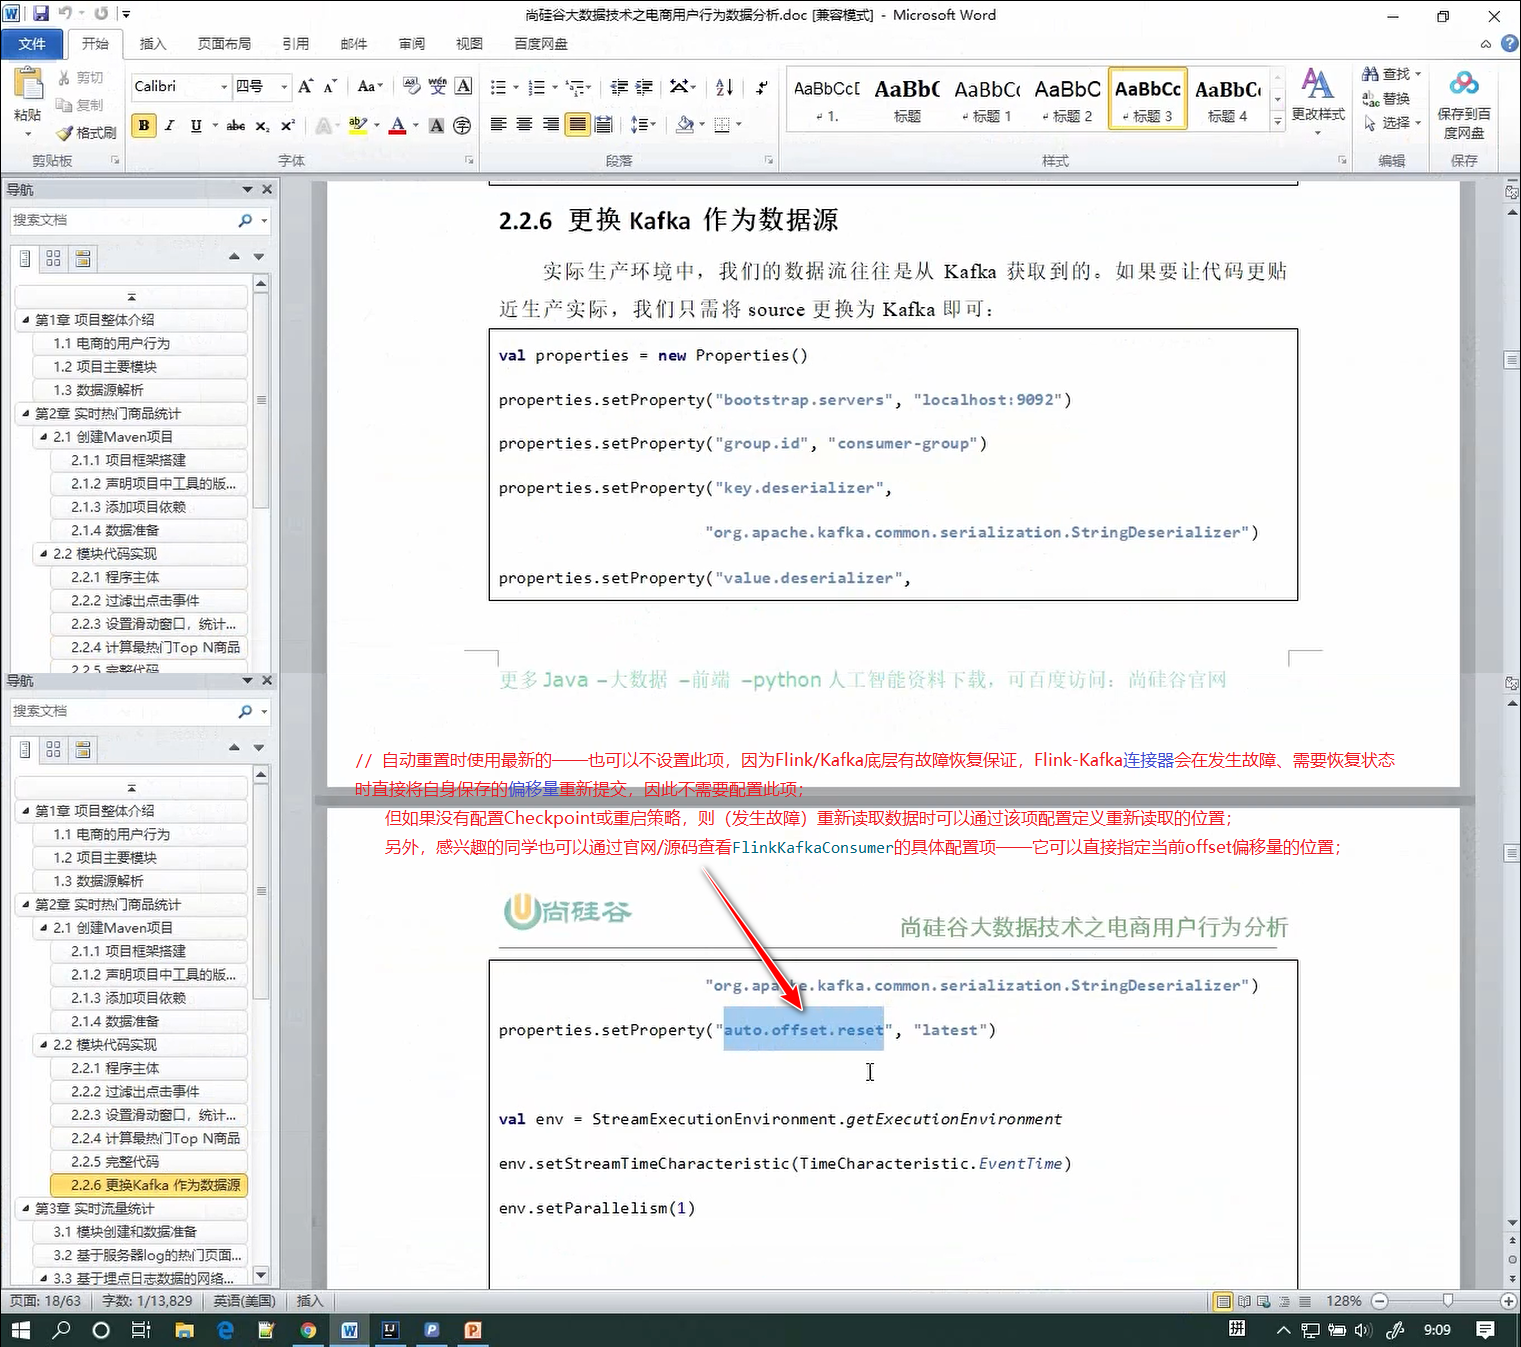 尚硅谷大数据技术之电商用户行为数据分析.doc [兼容模式] - Microsoft Word
文件 开始 插入 页面布局 引用 邮件 审阅 视图 百度网盘
粘贴 剪切 复制 格式刷 剪贴板
Calibri 四号 字体
段落
AaBbCcD AaBbC AaBbCc AaBbC AaBbCc AaBbC
1. 标题 标题 1 标题 2 标题 3 标题 4
更改样式 样式
查找 替换 选择 编辑
保存到百度网盘 保存
导航
搜索文档
第1章 项目整体介绍
1.1 电商的用户行为
1.2 项目主要模块
1.3 数据源解析
第2章 实时热门商品统计
2.1 创建Maven项目
2.1.1 项目框架搭建
2.1.2 声明项目中工具的版...
2.1.3 添加项目依赖
2.1.4 数据准备
2.2 模块代码实现
2.2.1 程序主体
2.2.2 过滤出点击事件
2.2.3 设置滑动窗口，统计...
2.2.4 计算最热门Top N商品
2.2.5 完整代码
2.2.6 更换 Kafka 作为数据源
实际生产环境中，我们的数据流往往是从 Kafka 获取到的。如果要让代码更贴
近生产实际，我们只需将 source 更换为 Kafka 即可：
val properties = new Properties()
properties.setProperty("bootstrap.servers", "localhost:9092")
properties.setProperty("group.id", "consumer-group")
properties.setProperty("key.deserializer",
"org.apache.kafka.common.serialization.StringDeserializer")
properties.setProperty("value.deserializer",
更多Java –大数据 –前端 –python 人工智能资料下载，可百度访问：尚硅谷官网
// 自动重置时使用最新的——也可以不设置此项，因为Flink/Kafka底层有故障恢复保证，Flink-Kafka连接器会在发生故障、需要恢复状态
时直接将自身保存的偏移量重新提交，因此不需要配置此项；
但如果没有配置Checkpoint或重启策略，则（发生故障）重新读取数据时可以通过该项配置定义重新读取的位置；
另外，感兴趣的同学也可以通过官网/源码查看FlinkKafkaConsumer的具体配置项——它可以直接指定当前offset偏移量的位置；
导航
搜索文档
第1章 项目整体介绍
1.1 电商的用户行为
1.2 项目主要模块
1.3 数据源解析
第2章 实时热门商品统计
2.1 创建Maven项目
2.1.1 项目框架搭建
2.1.2 声明项目中工具的版...
2.1.3 添加项目依赖
2.1.4 数据准备
2.2 模块代码实现
2.2.1 程序主体
2.2.2 过滤出点击事件
2.2.3 设置滑动窗口，统计...
2.2.4 计算最热门Top N商品
2.2.5 完整代码
2.2.6 更换Kafka 作为数据源
第3章 实时流量统计
3.1 模块创建和数据准备
3.2 基于服务器log的热门页面...
3.3 基于埋点日志数据的网络...
尚硅谷
尚硅谷大数据技术之电商用户行为分析
"org.apache.kafka.common.serialization.StringDeserializer")
properties.setProperty("auto.offset.reset", "latest")
val env = StreamExecutionEnvironment.getExecutionEnvironment
env.setStreamTimeCharacteristic(TimeCharacteristic.EventTime)
env.setParallelism(1)
页面: 18/63 字数: 1/13,829 英语(美国) 插入 128%
拼 9:09